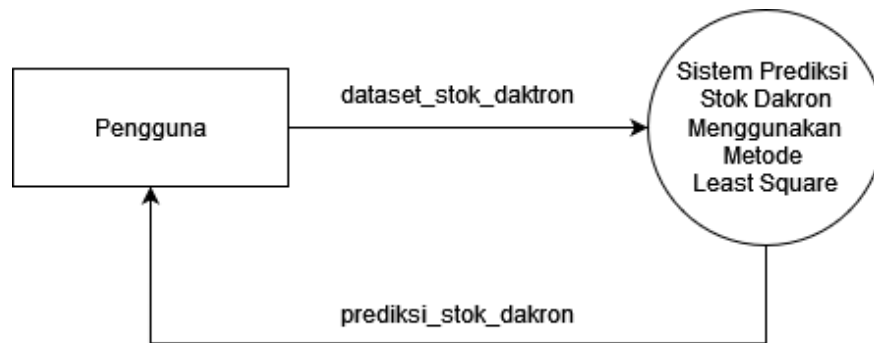 Pengguna
dataset_stok_daktron
Sistem Prediksi
Stok Dakron
Menggunakan
Metode
Least Square
prediksi_stok_dakron